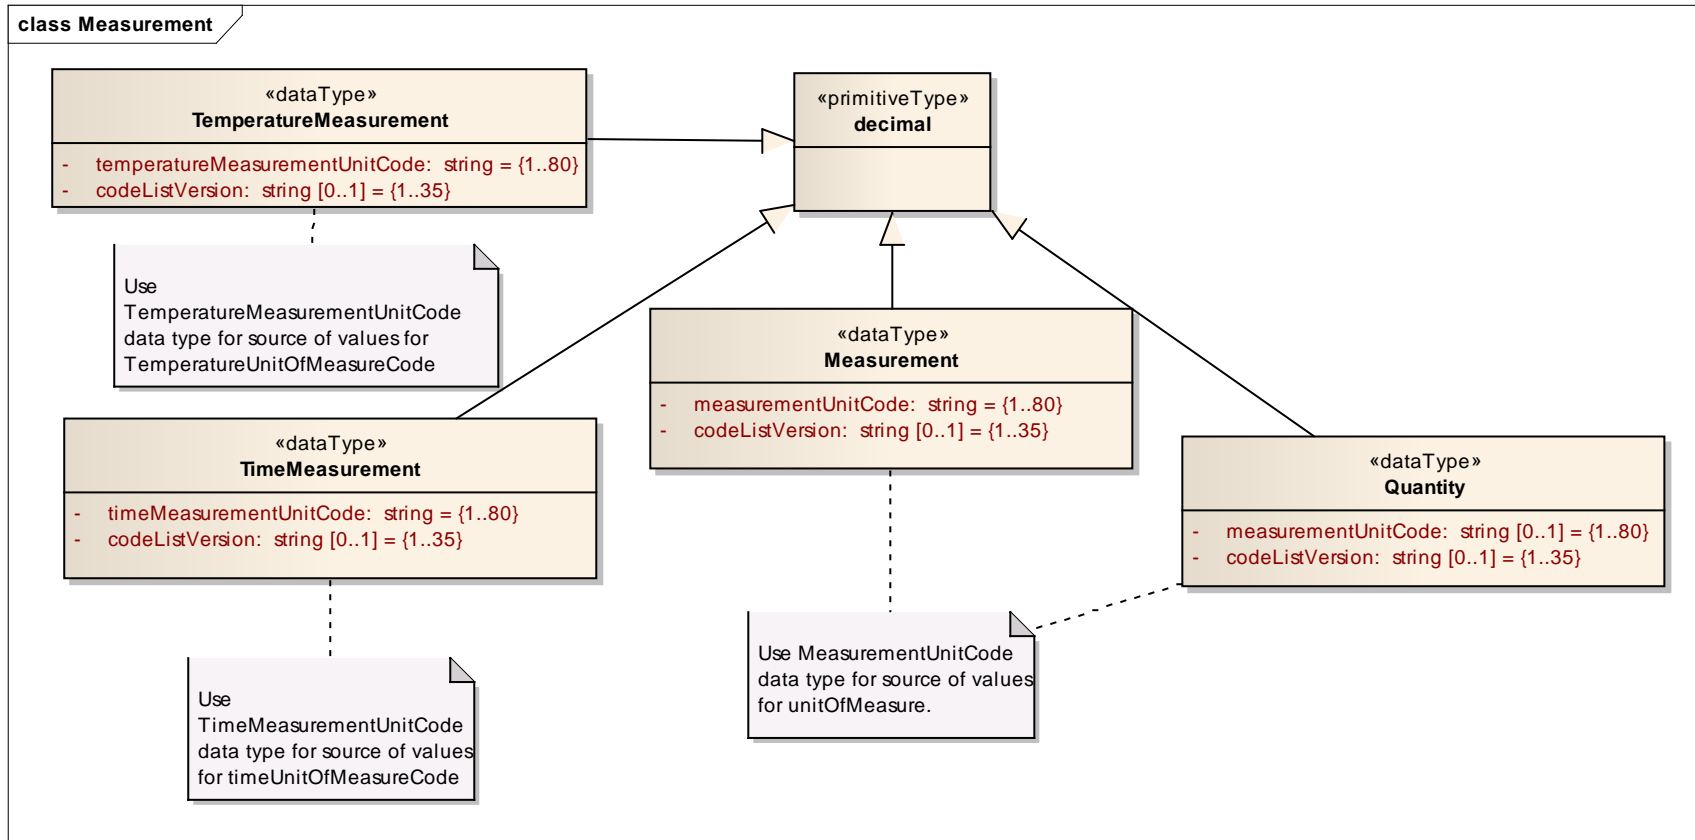 class Measurement
«dataType»
TemperatureMeasurement
- temperatureMeasurementUnitCode: string = {1..80}
- codeListVersion: string [0..1] = {1..35}
«primitiveType»
decimal
Use
TemperatureMeasurementUnitCode
data type for source of values for
TemperatureUnitOfMeasureCode
«dataType»
Measurement
- measurementUnitCode: string = {1..80}
- codeListVersion: string [0..1] = {1..35}
«dataType»
TimeMeasurement
- timeMeasurementUnitCode: string = {1..80}
- codeListVersion: string [0..1] = {1..35}
«dataType»
Quantity
- measurementUnitCode: string [0..1] = {1..80}
- codeListVersion: string [0..1] = {1..35}
Use MeasurementUnitCode
data type for source of values
for unitOfMeasure.
Use
TimeMeasurementUnitCode
data type for source of values
for timeUnitOfMeasureCode